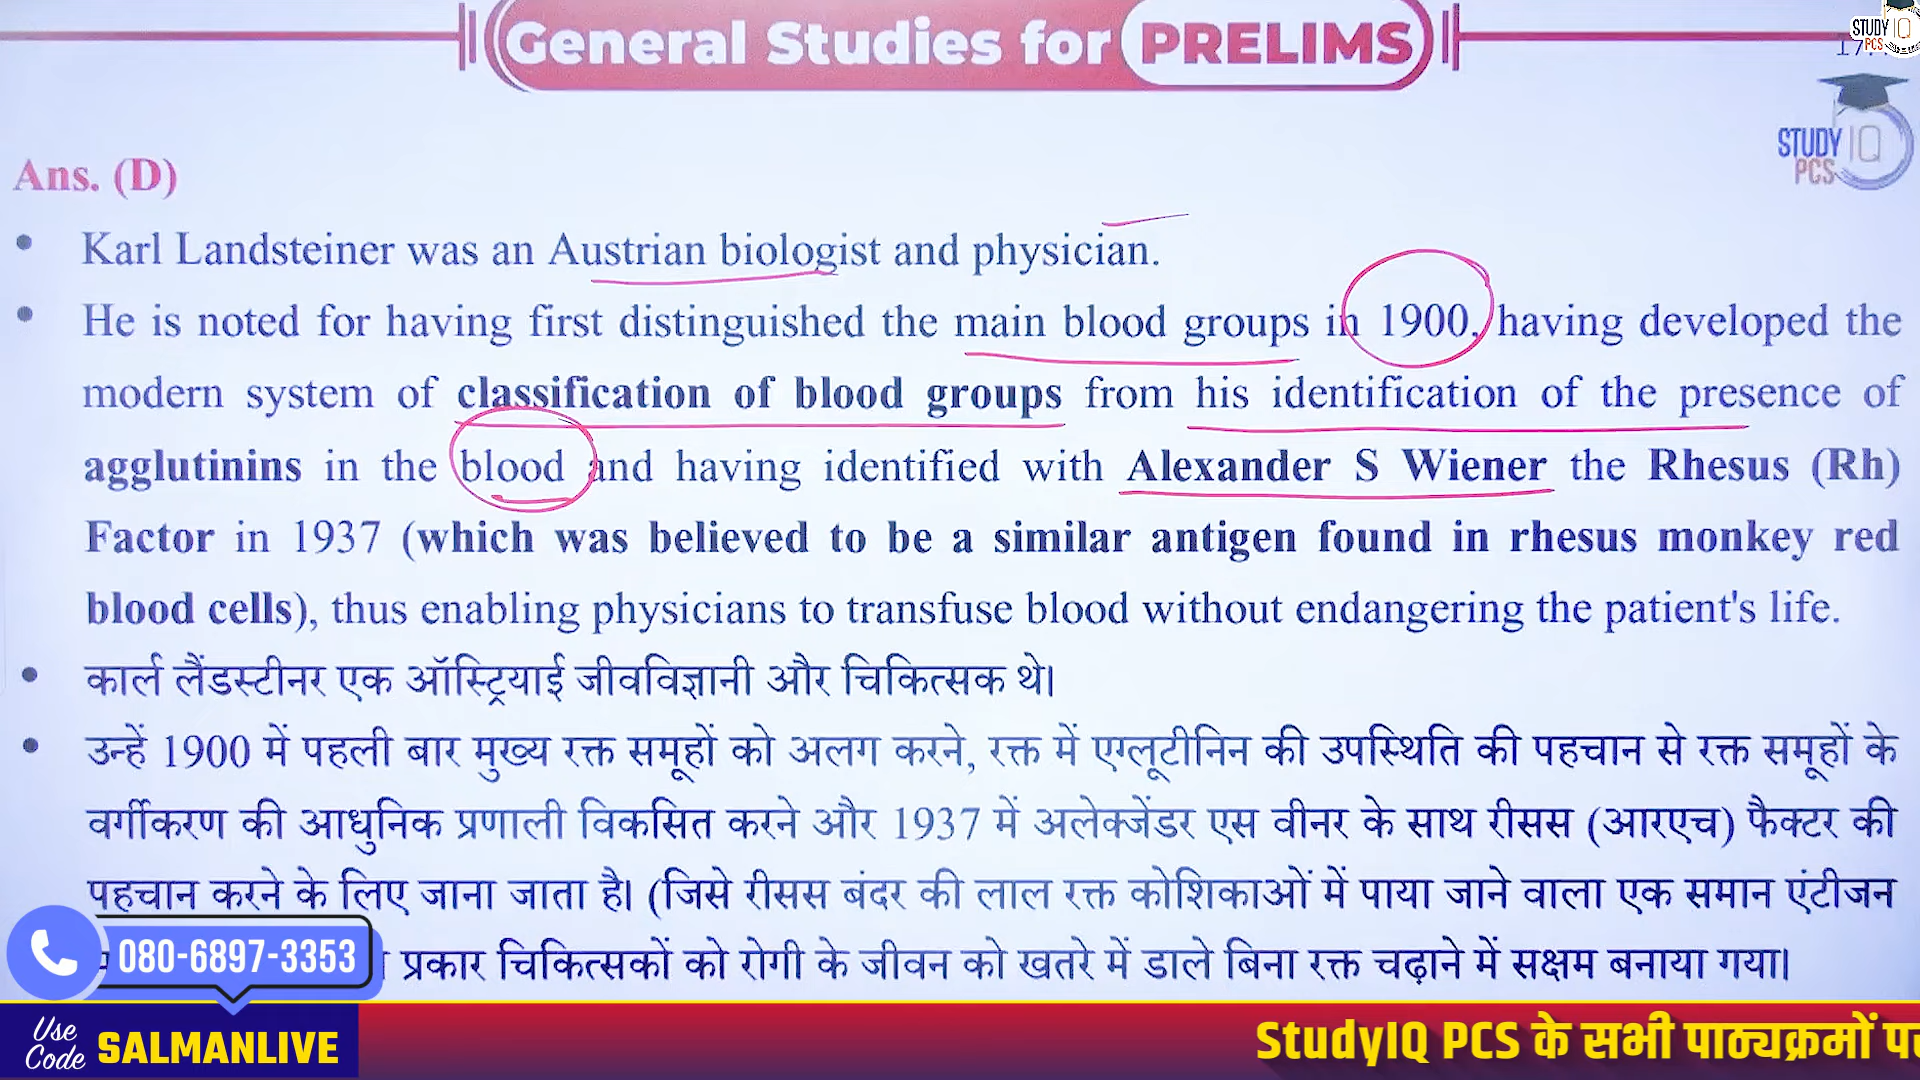 General Studies for PRELIMS
STUDY IQ
PCS
STUDY IQ
PCS
Ans. (D)
• Karl Landsteiner was an Austrian biologist and physician.
• He is noted for having first distinguished the main blood groups in 1900, having developed the
modern system of classification of blood groups from his identification of the presence of
agglutinins in the blood and having identified with Alexander S Wiener the Rhesus (Rh)
Factor in 1937 (which was believed to be a similar antigen found in rhesus monkey red
blood cells), thus enabling physicians to transfuse blood without endangering the patient's life.
• कार्ल लैंडस्टीनर एक ऑस्ट्रियाई जीवविज्ञानी और चिकित्सक थे।
• उन्हें 1900 में पहली बार मुख्य रक्त समूहों को अलग करने, रक्त में एग्लूटीनिन की उपस्थिति की पहचान से रक्त समूहों के
वर्गीकरण की आधुनिक प्रणाली विकसित करने और 1937 में अलेक्जेंडर एस वीनर के साथ रीसस (आरएच) फैक्टर की
पहचान करने के लिए जाना जाता है। (जिसे रीसस बंदर की लाल रक्त कोशिकाओं में पाया जाने वाला एक समान एंटीजन
प्रकार चिकित्सकों को रोगी के जीवन को खतरे में डाले बिना रक्त चढ़ाने में सक्षम बनाया गया।
080-6897-3353
Use Code SALMANLIVE
StudyIQ PCS के सभी पाठ्यक्रमों